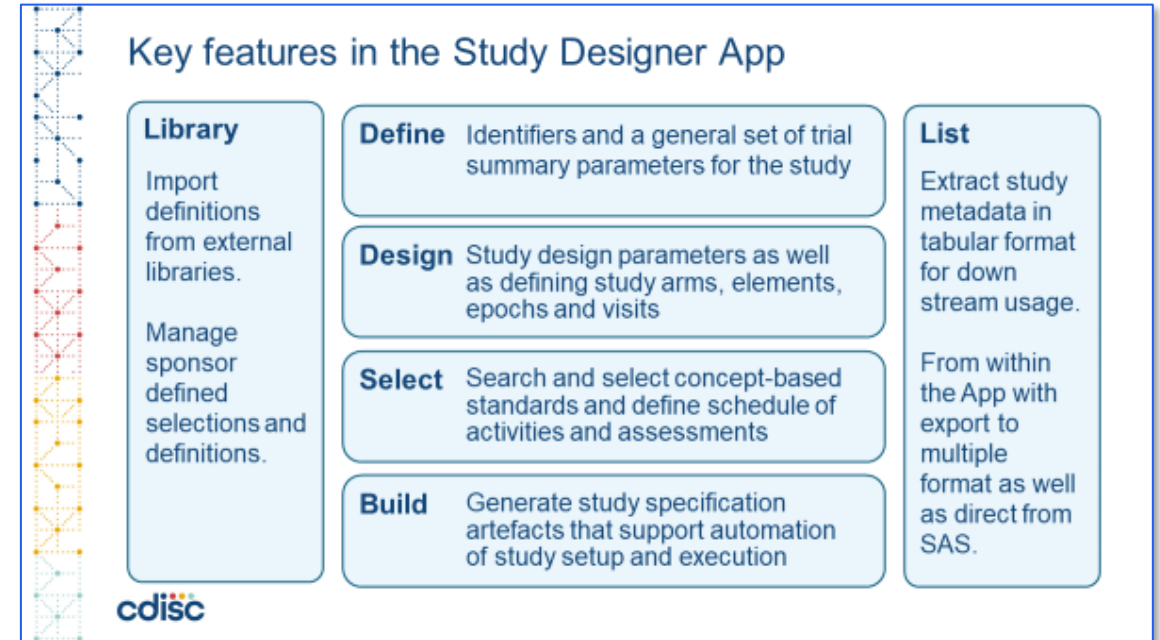 Key features in the Study Designer App
Library
Import
definitions
from external
libraries.
Manage
sponsor
defined
selections and
definitions.
Define
Identifiers and a general set of trial
summary parameters for the study
Design
Study design parameters as well
as defining study arms, elements,
epochs and visits
Select
Search and select concept-based
standards and define schedule of
activities and assessments
Build
Generate study specification
artefacts that support automation
of study setup and execution
List
Extract study
metadata in
tabular format
for down
stream usage.
From within
the App with
export to
multiple
format as well
as direct from
SAS.
cdisc